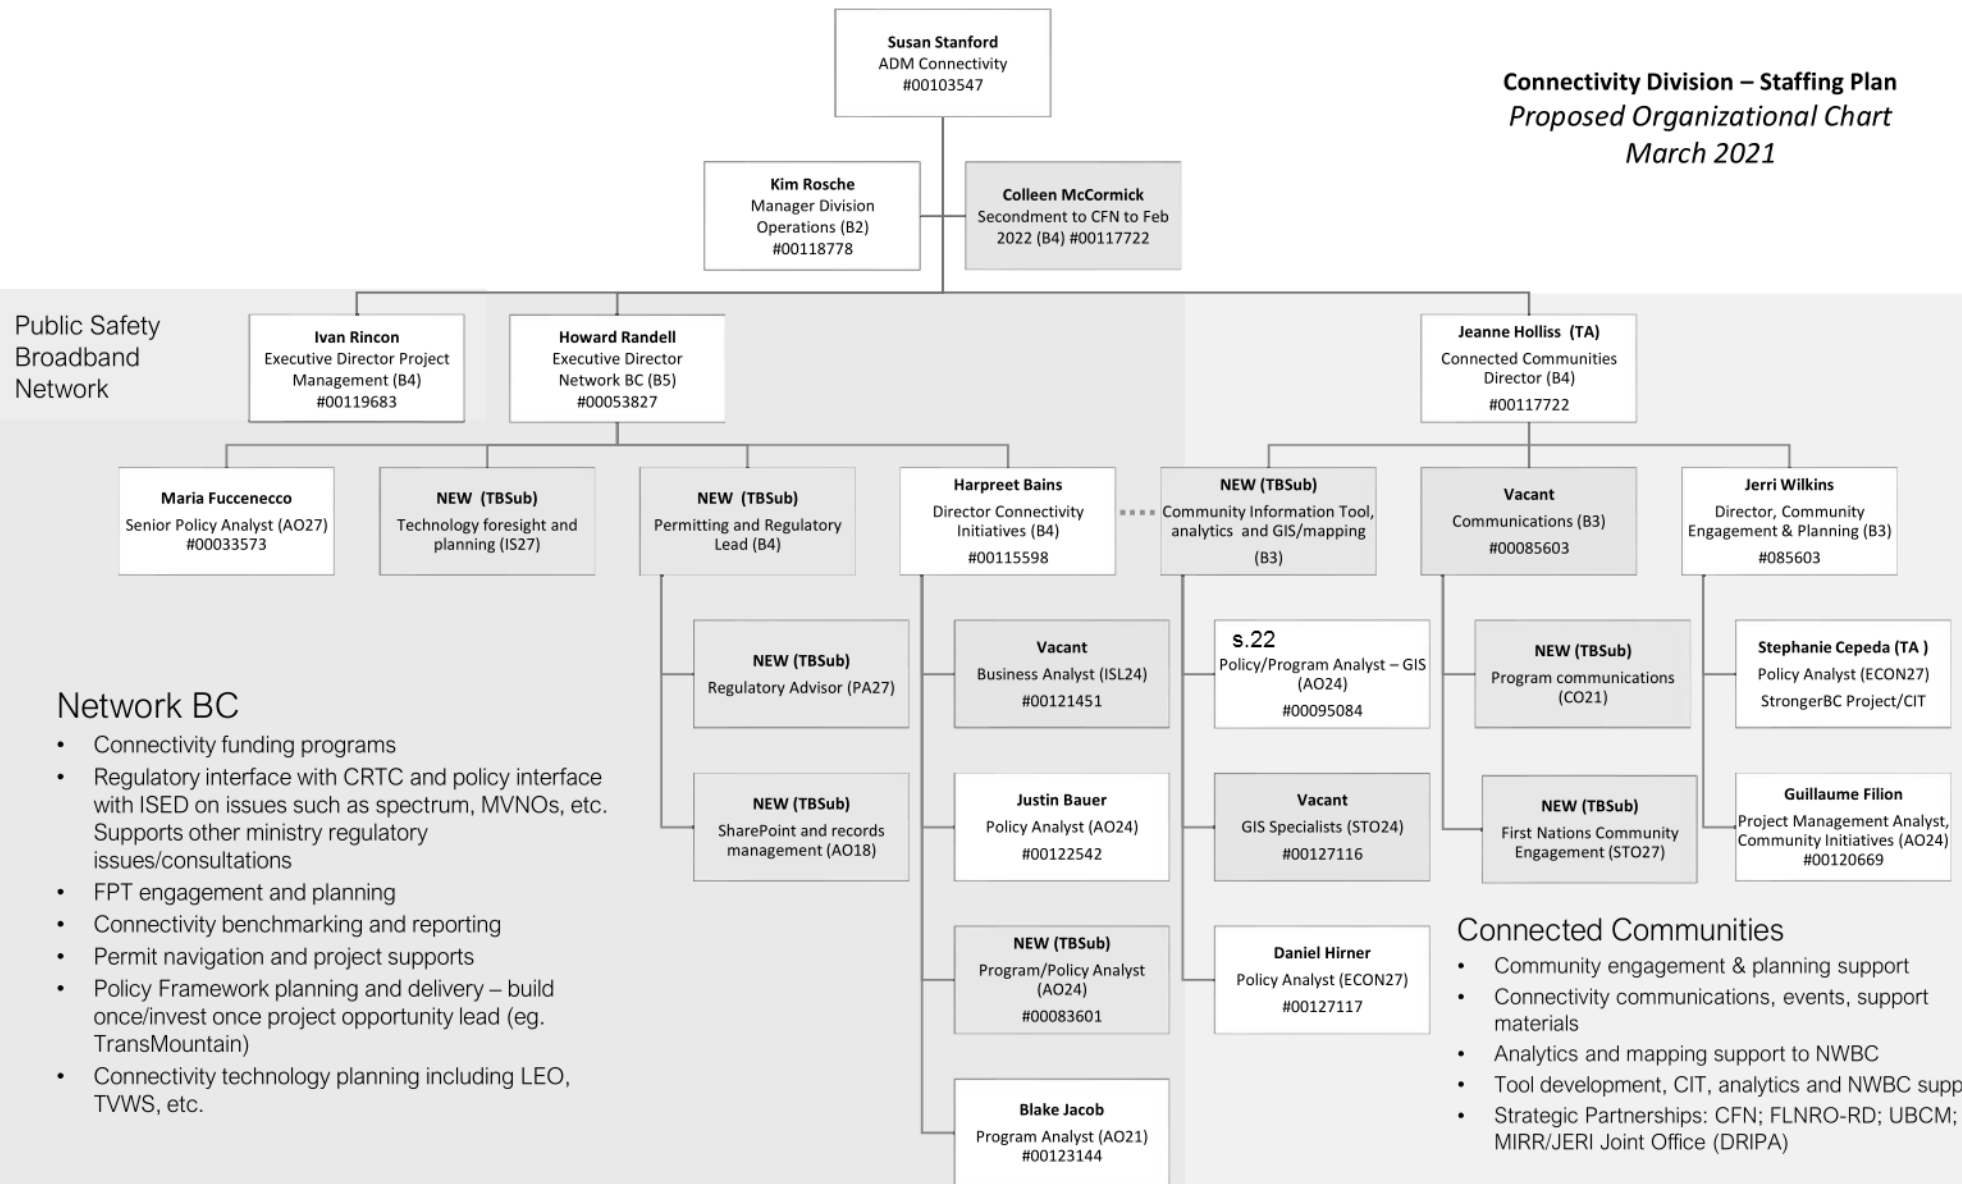 Susan Stanford
ADM Connectivity
#00103547
Connectivity Division – Staffing Plan
Proposed Organizational Chart
March 2021
Kim Rosche
Manager Division
Operations (B2)
#00118778
Colleen McCormick
Secondment to CFN to Feb
2022 (B4) #00117722
Public Safety
Broadband
Network
Ivan Rincon
Executive Director Project
Management (B4)
#00119683
Howard Randell
Executive Director
Network BC (B5)
#00053827
Jeanne Holliss (TA)
Connected Communities
Director (B4)
#00117722
Maria Fuccenecco
Senior Policy Analyst (AO27)
#00033573
NEW (TBSub)
Technology foresight and
planning (IS27)
NEW (TBSub)
Permitting and Regulatory
Lead (B4)
Harpreet Bains
Director Connectivity
Initiatives (B4)
#00115598
NEW (TBSub)
Community Information Tool,
analytics and GIS/mapping
(B3)
Vacant
Communications (B3)
#00085603
Jerri Wilkins
Director, Community
Engagement & Planning (B3)
#085603
NEW (TBSub)
Regulatory Advisor (PA27)
NEW (TBSub)
SharePoint and records
management (AO18)
Vacant
Business Analyst (ISL24)
#00121451
Justin Bauer
Policy Analyst (AO24)
#00122542
NEW (TBSub)
Program/Policy Analyst
(AO24)
#00083601
Blake Jacob
Program Analyst (AO21)
#00123144
s.22
Policy/Program Analyst – GIS
(AO24)
#00095084
Vacant
GIS Specialists (STO24)
#00127116
Daniel Hirner
Policy Analyst (ECON27)
#00127117
NEW (TBSub)
Program communications
(CO21)
NEW (TBSub)
First Nations Community
Engagement (STO27)
Stephanie Cepeda (TA )
Policy Analyst (ECON27)
StrongerBC Project/CIT
Guillaume Filion
Project Management Analyst,
Community Initiatives (AO24)
#00120669
Network BC
• Connectivity funding programs
• Regulatory interface with CRTC and policy interface
with ISED on issues such as spectrum, MVNOs, etc.
Supports other ministry regulatory
issues/consultations
• FPT engagement and planning
• Connectivity benchmarking and reporting
• Permit navigation and project supports
• Policy Framework planning and delivery – build
once/invest once project opportunity lead (eg.
TransMountain)
• Connectivity technology planning including LEO,
TVWS, etc.
Connected Communities
• Community engagement & planning support
• Connectivity communications, events, support
materials
• Analytics and mapping support to NWBC
• Tool development, CIT, analytics and NWBC supp
• Strategic Partnerships: CFN; FLNRO-RD; UBCM;
MIRR/JERI Joint Office (DRIPA)